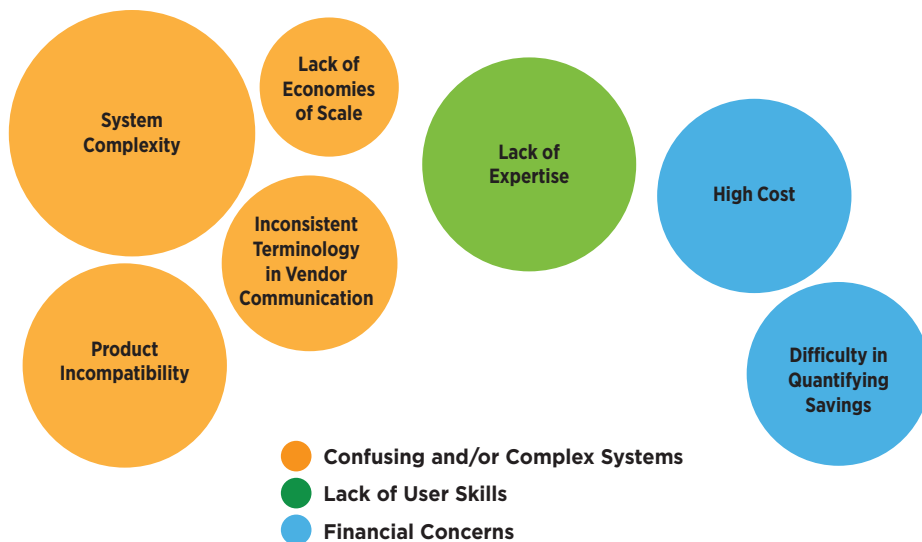 System
Complexity
Lack of
Economies
of Scale
Inconsistent
Terminology
in Vendor
Communication
Product
Incompatibility
Lack of
Expertise
High Cost
Difficulty in
Quantifying
Savings
Confusing and/or Complex Systems
Lack of User Skills
Financial Concerns